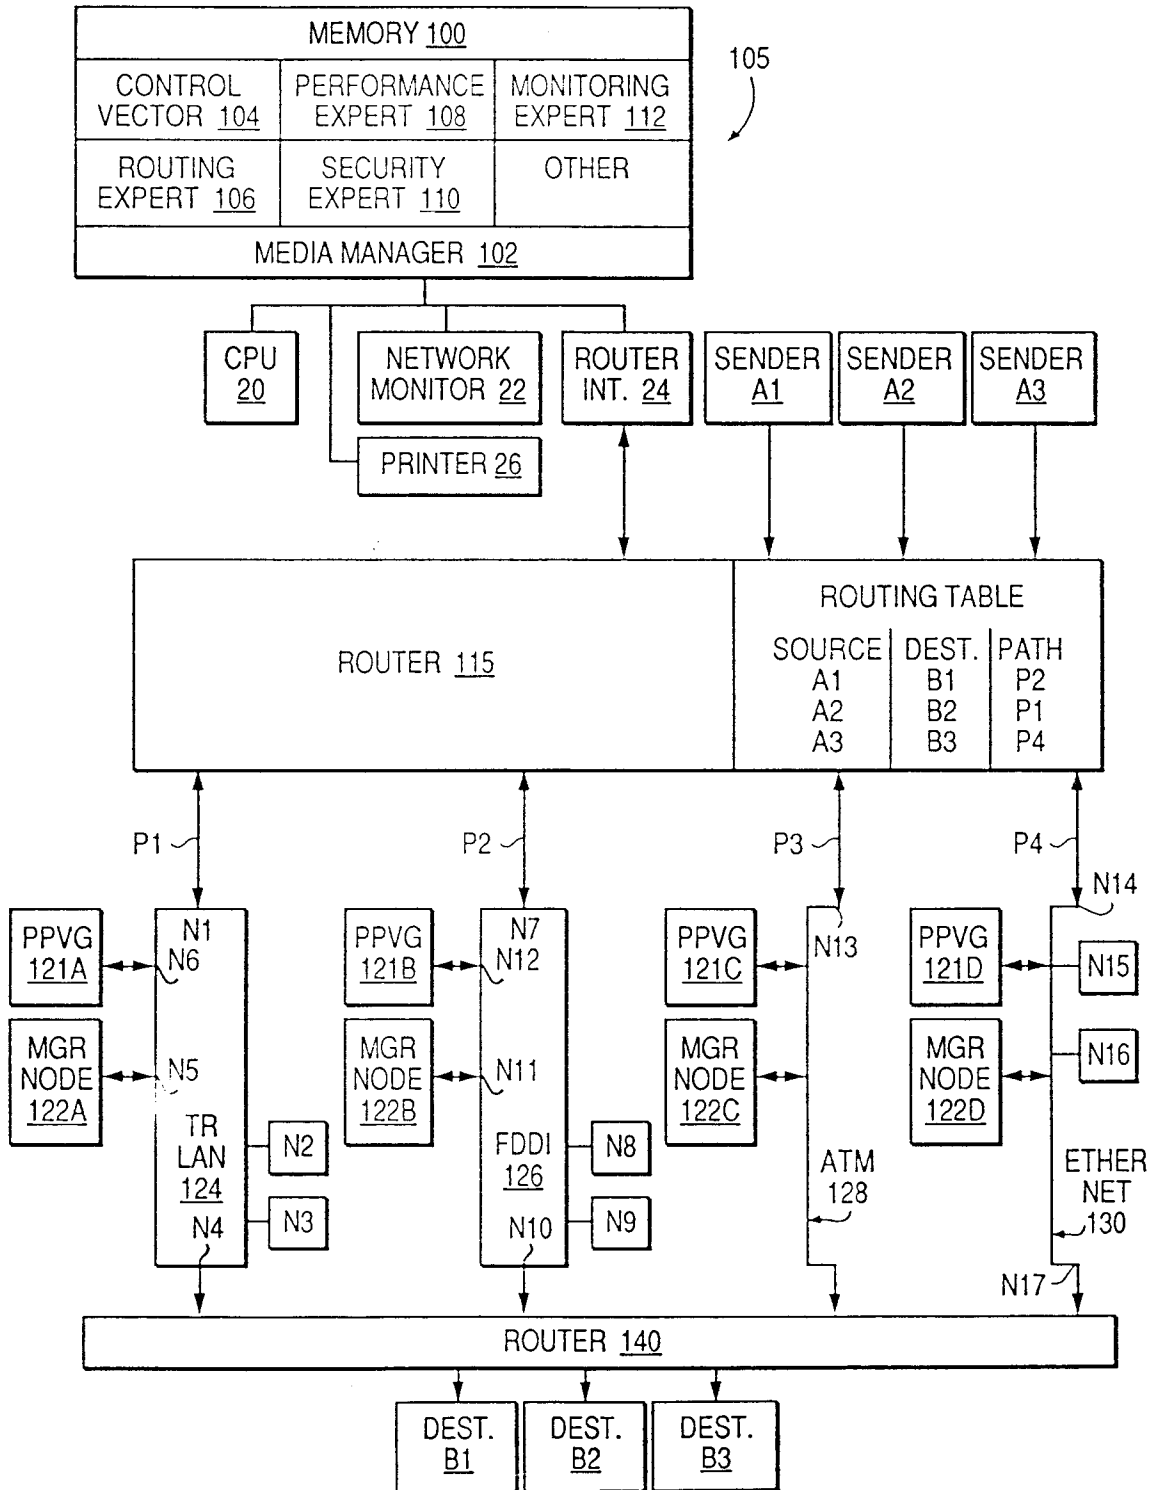 MEMORY 100
105
CONTROL VECTOR 104
PERFORMANCE EXPERT 108
MONITORING EXPERT 112
ROUTING EXPERT 106
SECURITY EXPERT 110
OTHER
MEDIA MANAGER 102
CPU 20
NETWORK MONITOR 22
ROUTER INT. 24
SENDER A1
SENDER A2
SENDER A3
PRINTER 26
ROUTER 115
ROUTING TABLE
SOURCE DEST. PATH
A1 B1 P2
A2 B2 P1
A3 B3 P4
P1
P2
P3
P4
PPVG 121A
N1
N6
MGR NODE 122A
N5
TR LAN 124
N2
N3
N4
PPVG 121B
N7
N12
MGR NODE 122B
N11
FDDI 126
N8
N9
N10
PPVG 121C
N13
MGR NODE 122C
ATM 128
PPVG 121D
N14
N15
MGR NODE 122D
N16
ETHER NET 130
N17
ROUTER 140
DEST. B1
DEST. B2
DEST. B3